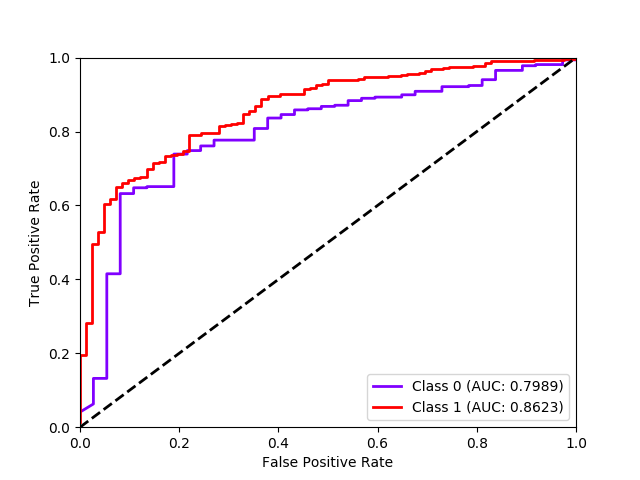 1.0
0.8
0.6
0.4
0.2
0.0
True Positive Rate
Class 0 (AUC: 0.7989)
Class 1 (AUC: 0.8623)
0.0 0.2 0.4 0.6 0.8 1.0
False Positive Rate